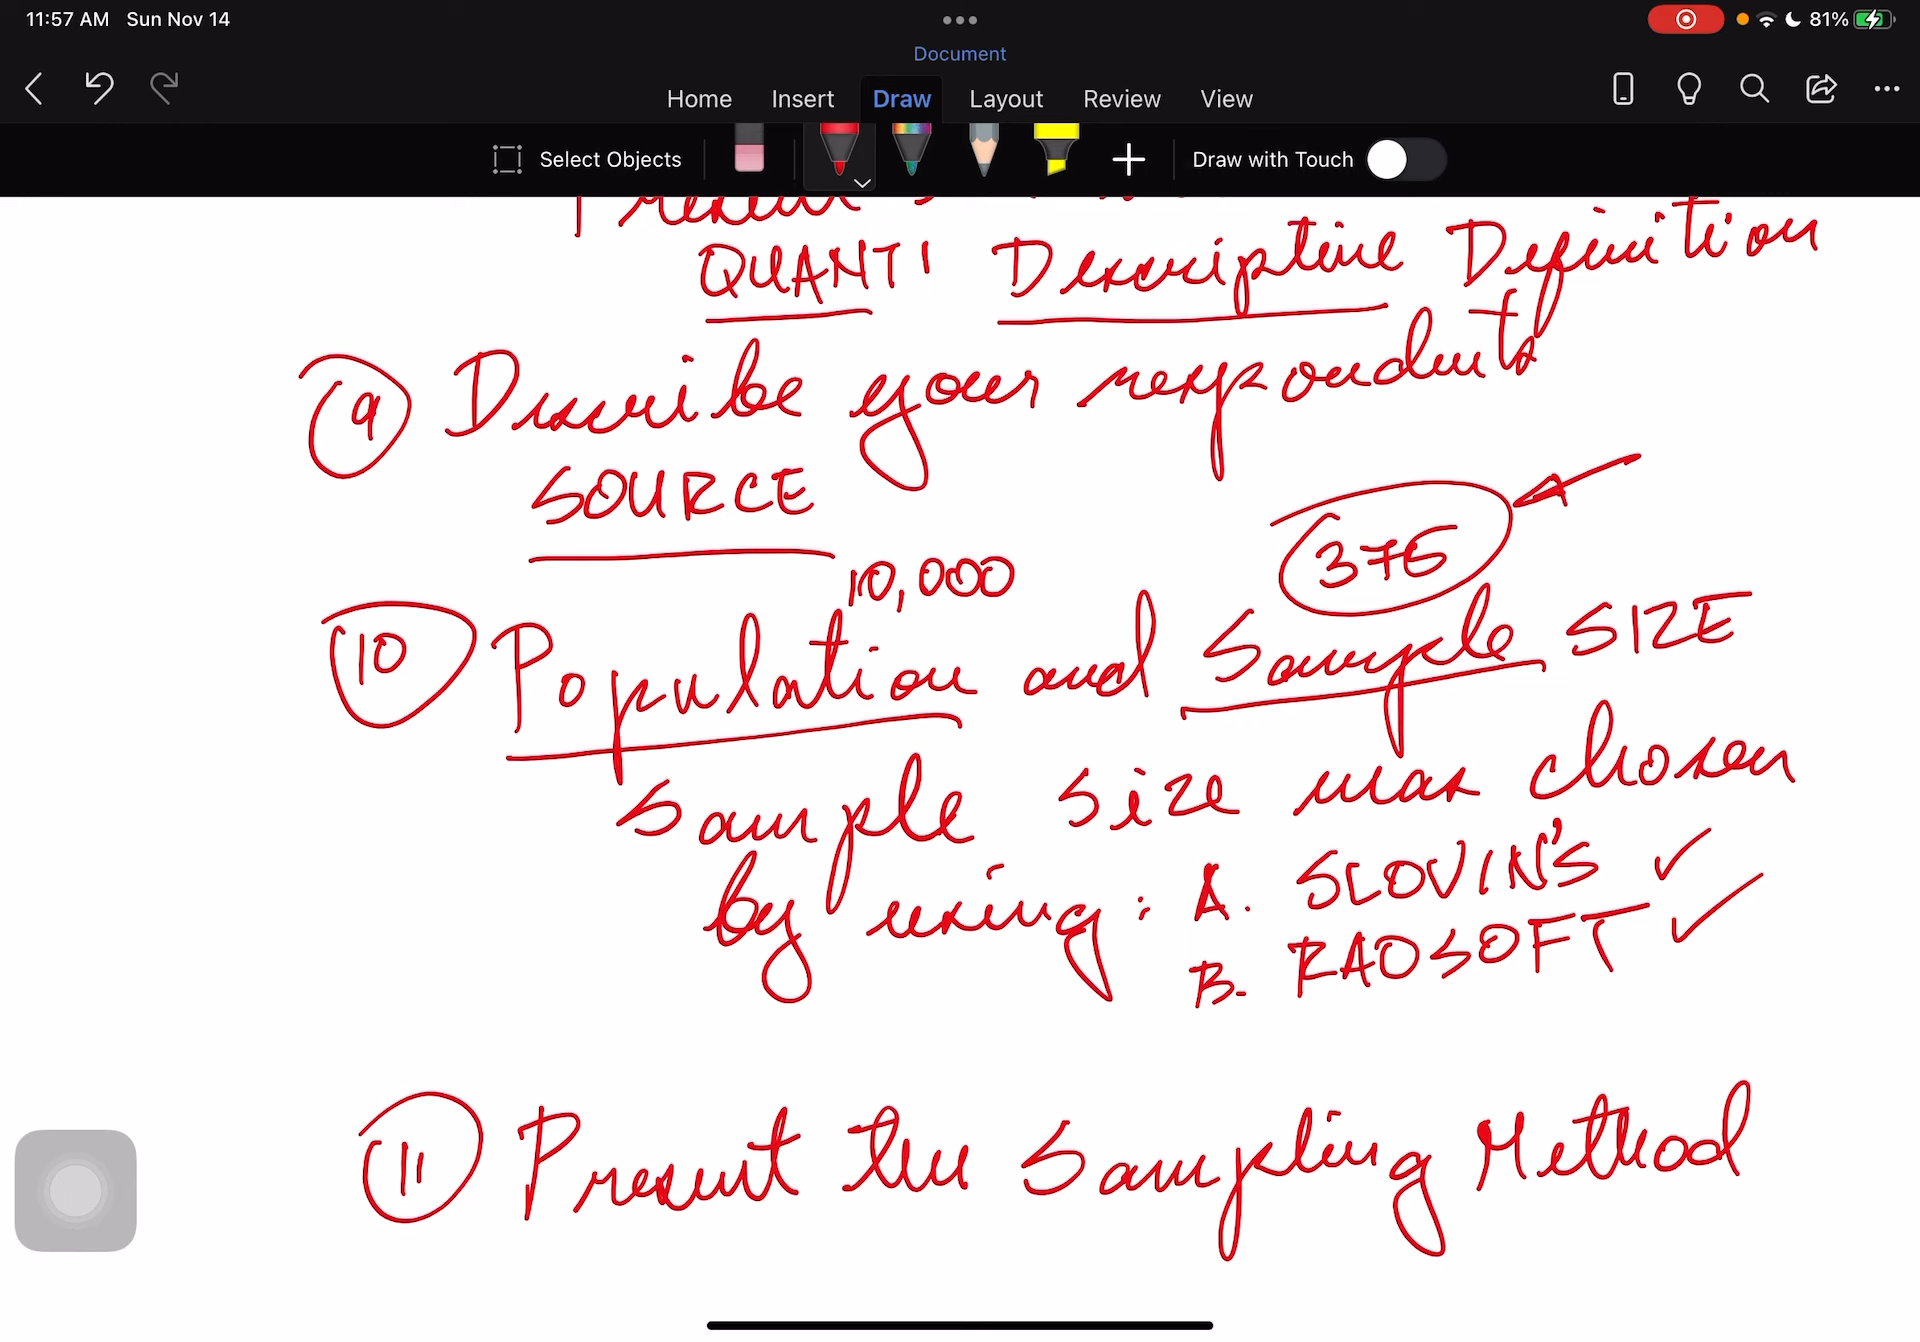 11:57 AM Sun Nov 14
81%
Document
Home Insert Draw Layout Review View
Select Objects
Draw with Touch
QUANTI Descriptive Definition
9 Describe your respondents
SOURCE
10,000 376
10 Population and Sample SIZE
Sample size was chosen
by using: A. SLOVIN'S
B. RAOSOFT
11 Present the Sampling Method